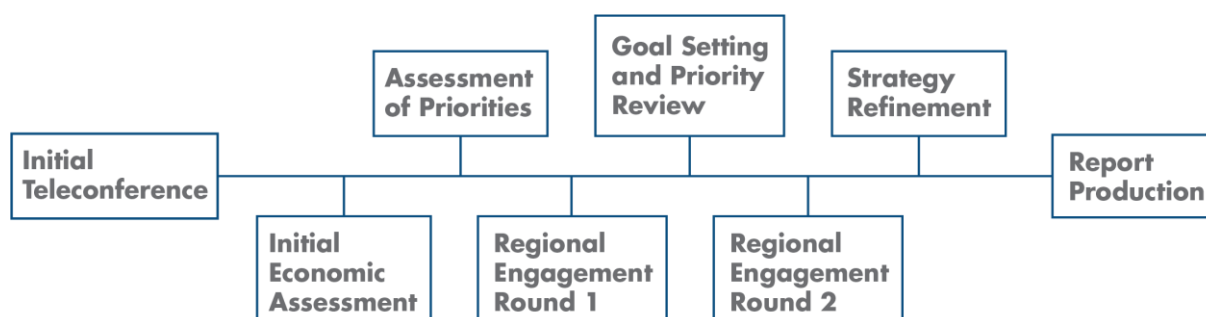 Goal Setting
and Priority
Review
Assessment
of Priorities
Strategy
Refinement
Initial
Teleconference
Report
Production
Initial
Economic
Assessment
Regional
Engagement
Round 1
Regional
Engagement
Round 2